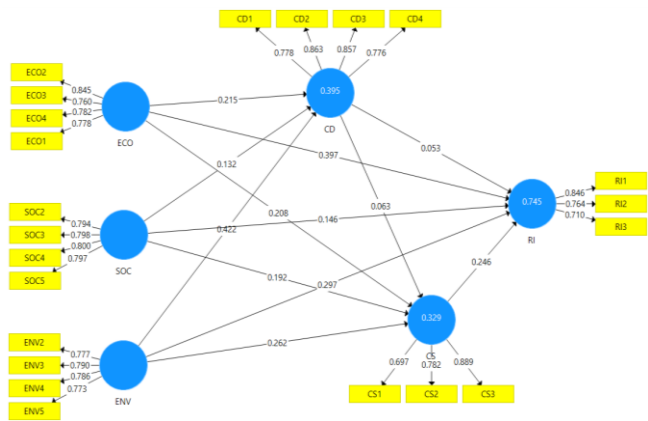 CD1 CD2 CD3 CD4
0.778 0.863 0.857 0.776
0.395
CD
ECO2
ECO3
ECO4
ECO1
0.845
0.760
0.782
0.778
ECO
0.215
0.132
0.397
0.053
0.422
0.208
0.146
0.063
SOC2
SOC3
SOC4
SOC5
0.794
0.798
0.800
0.797
SOC
0.745
RI
0.846
0.764
0.710
RI1
RI2
RI3
0.192
0.297
0.246
0.262
0.329
CS
0.697 0.782 0.889
CS1 CS2 CS3
ENV2
ENV3
ENV4
ENV5
0.777
0.790
0.786
0.773
ENV